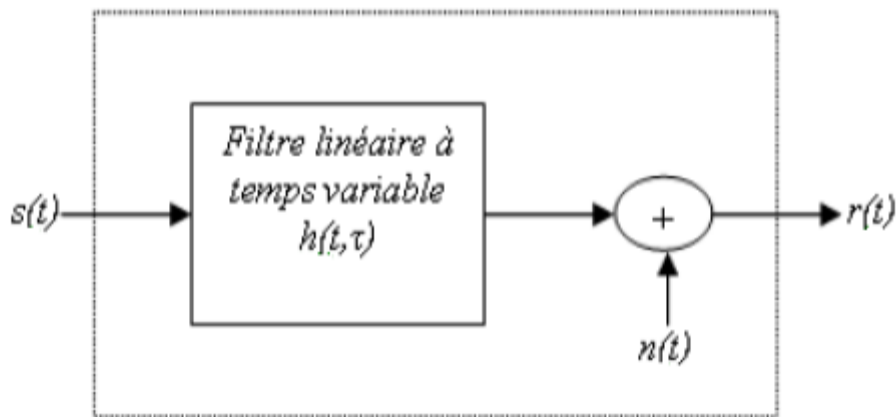 Filtre linéaire à
temps variable
h(t,τ)
s(t)
+
r(t)
n(t)